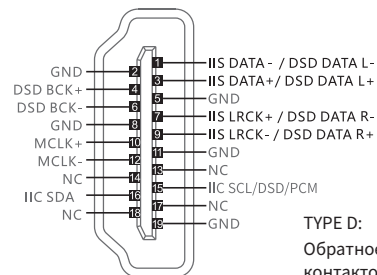 1 IIS DATA- / DSD DATA L-
GND 2
3 IIS DATA+/ DSD DATA L+
DSD BCK+ 4
5 GND
DSD BCK- 6
7 IIS LRCK+ / DSD DATA R-
GND 8
9 IIS LRCK- / DSD DATA R+
MCLK+ 10
11 GND
MCLK- 12
13 NC
NC 14
15 IIC SCL/DSD/PCM
IIC SDA 16
17 NC
NC 18
19 GND
TYPE D:
Обратное